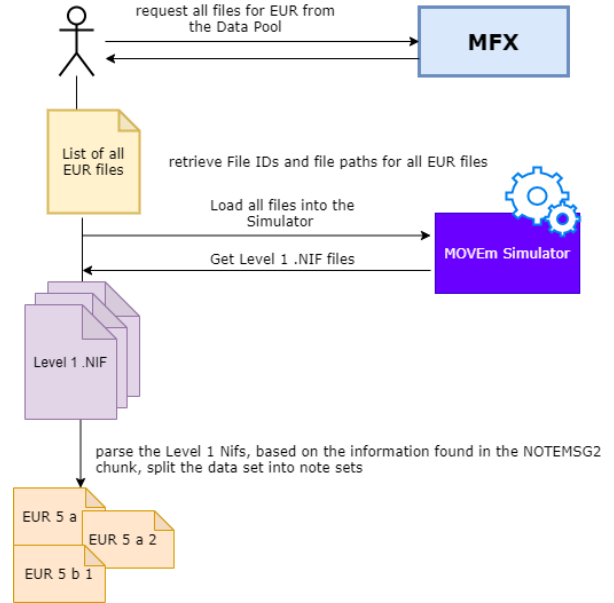 request all files for EUR from
the Data Pool
MFX
List of all
EUR files
retrieve File IDs and file paths for all EUR files
Load all files into the
Simulator
MOVEm Simulator
Get Level 1 .NIF files
Level 1 .NIF
parse the Level 1 Nifs, based on the information found in the NOTEMSG2
chunk, split the data set into note sets
EUR 5 a
EUR 5 a 2
EUR 5 b 1